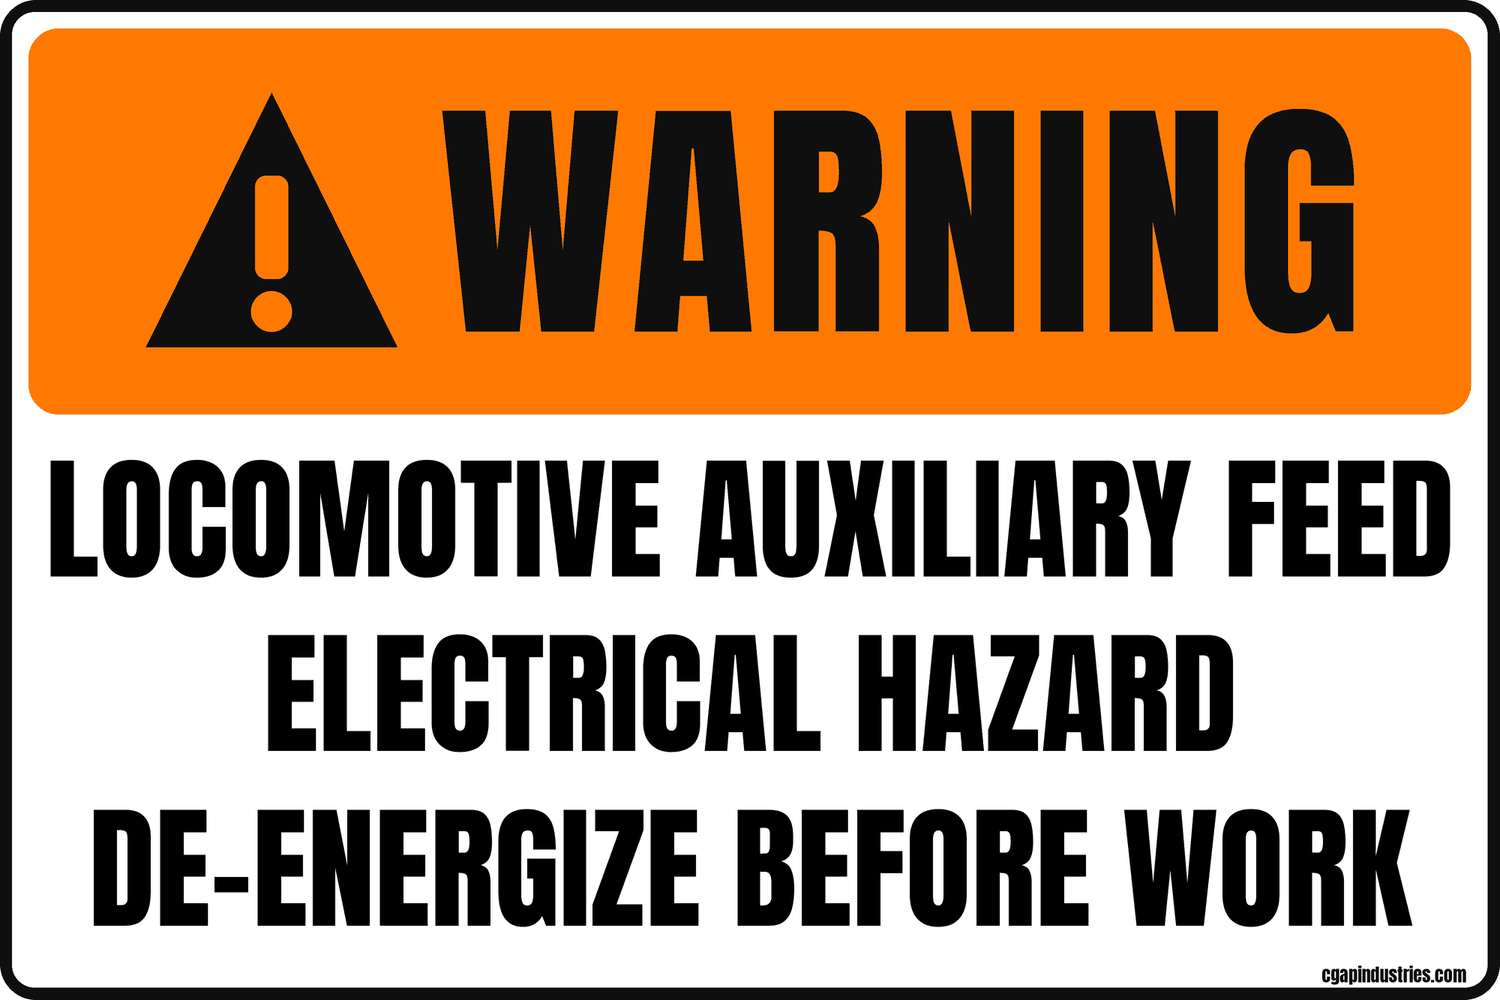 WARNING
LOCOMOTIVE AUXILIARY FEED
ELECTRICAL HAZARD
DE-ENERGIZE BEFORE WORK
cgapindustries.com